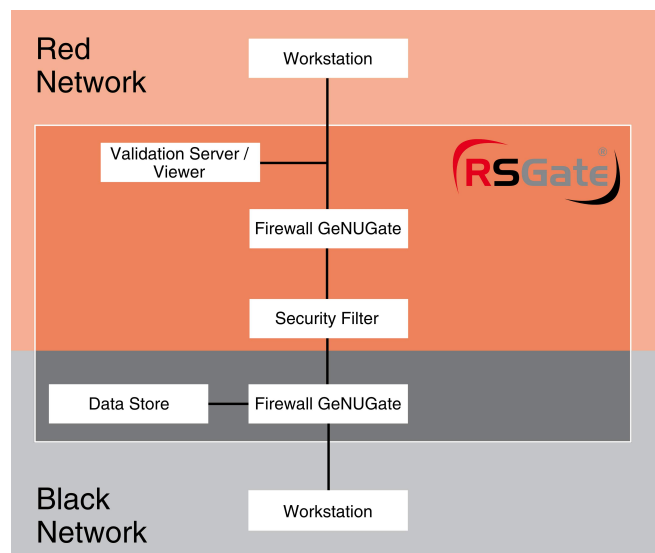 Red
Network
Workstation
Validation Server /
Viewer
RSGate®
Firewall GeNUGate
Security Filter
Data Store
Firewall GeNUGate
Black
Network
Workstation